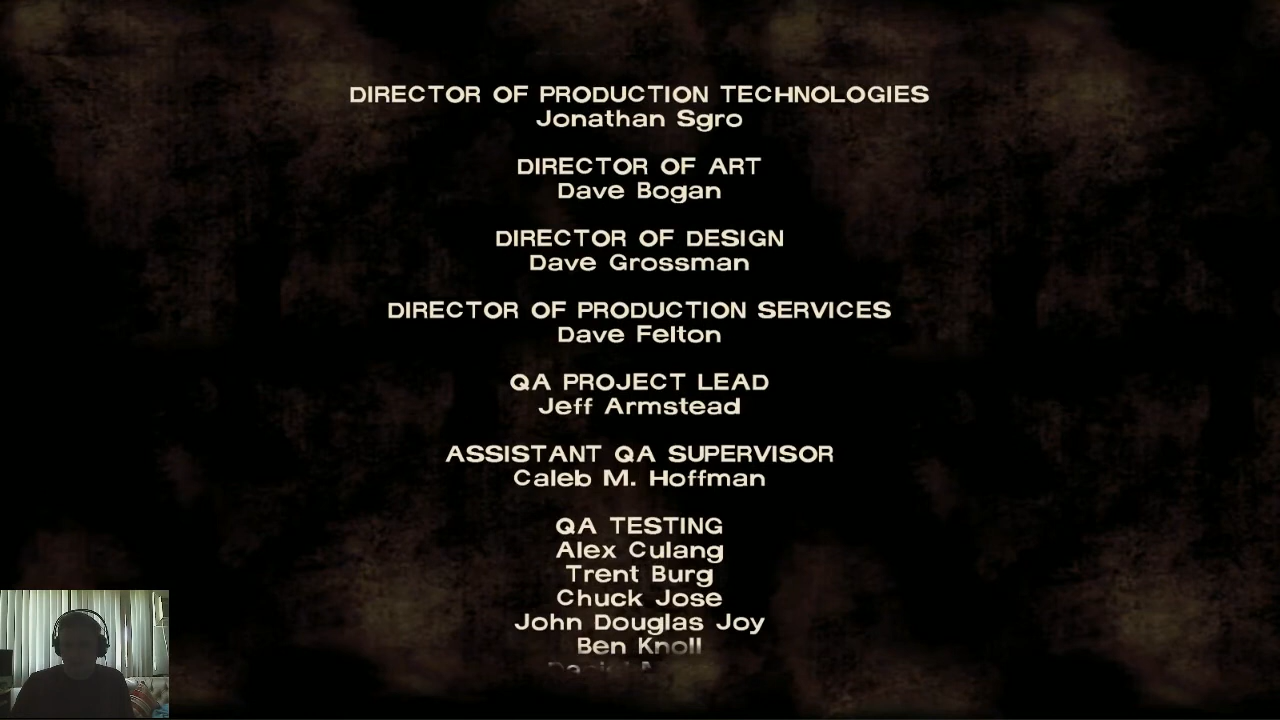 DIRECTOR OF PRODUCTION TECHNOLOGIES
Jonathan Sgro
DIRECTOR OF ART
Dave Bogan
DIRECTOR OF DESIGN
Dave Grossman
DIRECTOR OF PRODUCTION SERVICES
Dave Felton
QA PROJECT LEAD
Jeff Armstead
ASSISTANT QA SUPERVISOR
Caleb M. Hoffman
QA TESTING
Alex Culang
Trent Burg
Chuck Jose
John Douglas Joy
Ben Knoll